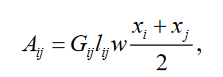 A_{ij} = G_{ij} l_{ij} w \frac{x_i + x_j}{2},